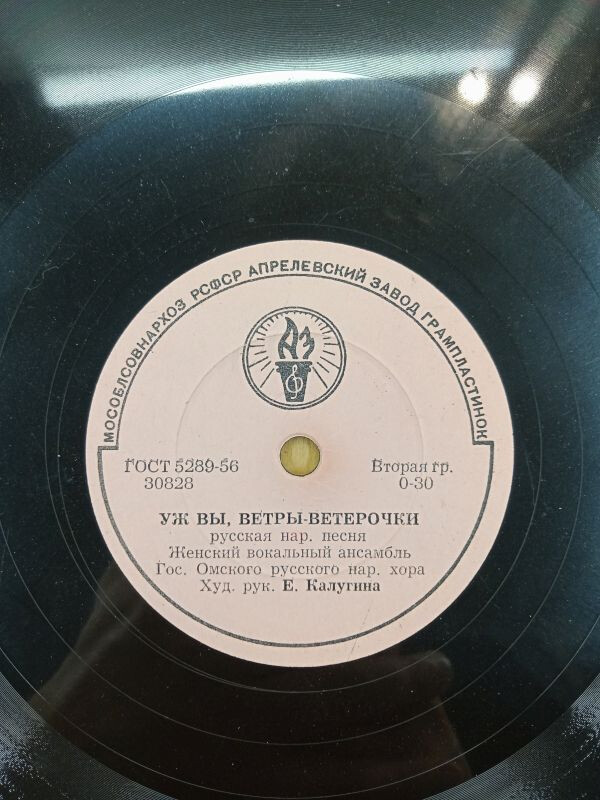 МОСОБЛСОВНАРХОЗ РСФСР АПРЕЛЕВСКИЙ ЗАВОД ГРАМПЛАСТИНОК
АЗ
ГОСТ 5289-56
30828
Вторая гр.
0-30
УЖ ВЫ, ВЕТРЫ-ВЕТЕРОЧКИ
русская нар. песня
Женский вокальный ансамбль
Гос. Омского русского нар. хора
Худ. рук. Е. Калугина